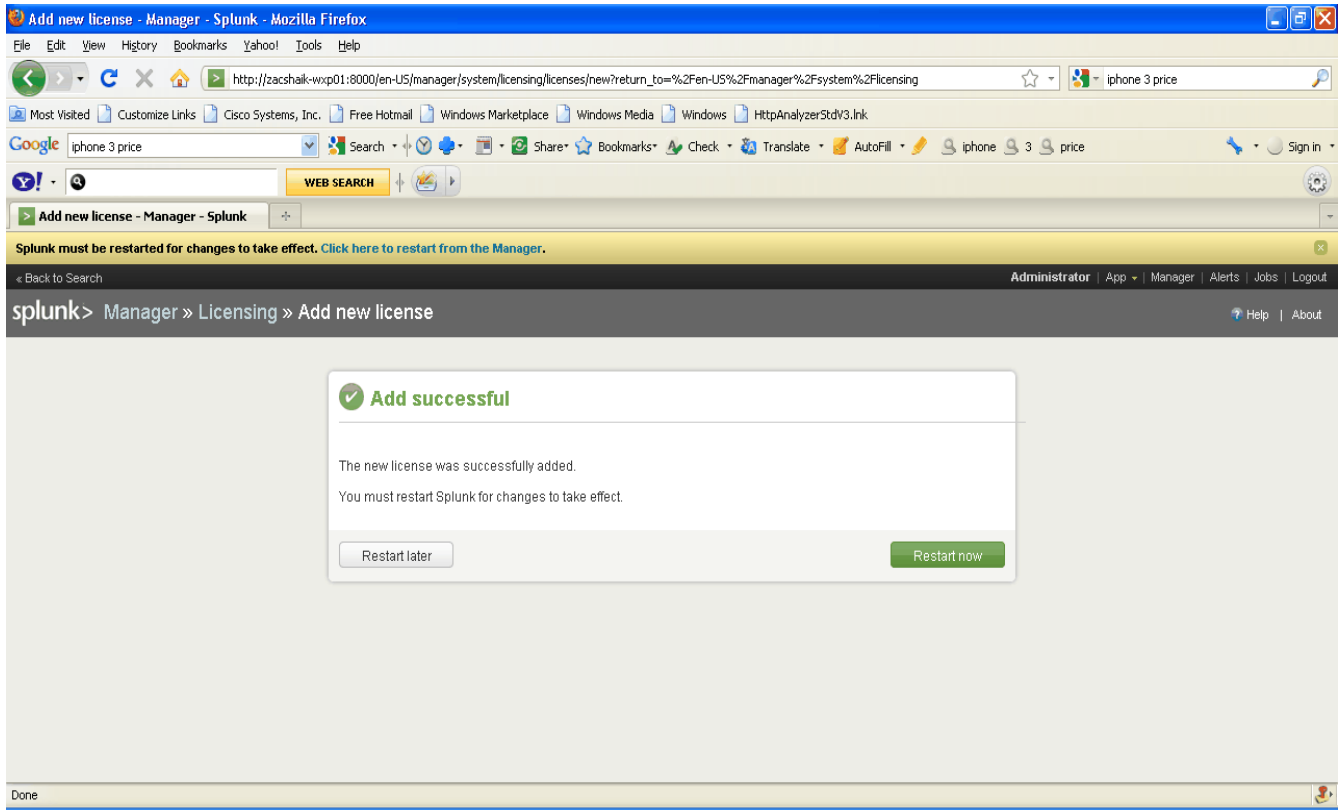 Add new license - Manager - Splunk - Mozilla Firefox
File Edit View History Bookmarks Yahoo! Tools Help
http://zacshaik-wxp01:8000/en-US/manager/system/licensing/licenses/new?return_to=%2Fen-US%2Fmanager%2Fsystem%2Flicensing iphone 3 price
Most Visited Customize Links Cisco Systems, Inc. Free Hotmail Windows Marketplace Windows Media Windows HttpAnalyzerStdV3.lnk
Google iphone 3 price Search Share Bookmarks Check Translate AutoFill iphone 3 price Sign in
Y! WEB SEARCH
Add new license - Manager - Splunk
Splunk must be restarted for changes to take effect. Click here to restart from the Manager.
« Back to Search Administrator | App | Manager | Alerts | Jobs | Logout
splunk> Manager » Licensing » Add new license Help | About
Add successful
The new license was successfully added.
You must restart Splunk for changes to take effect.
Restart later Restart now
Done